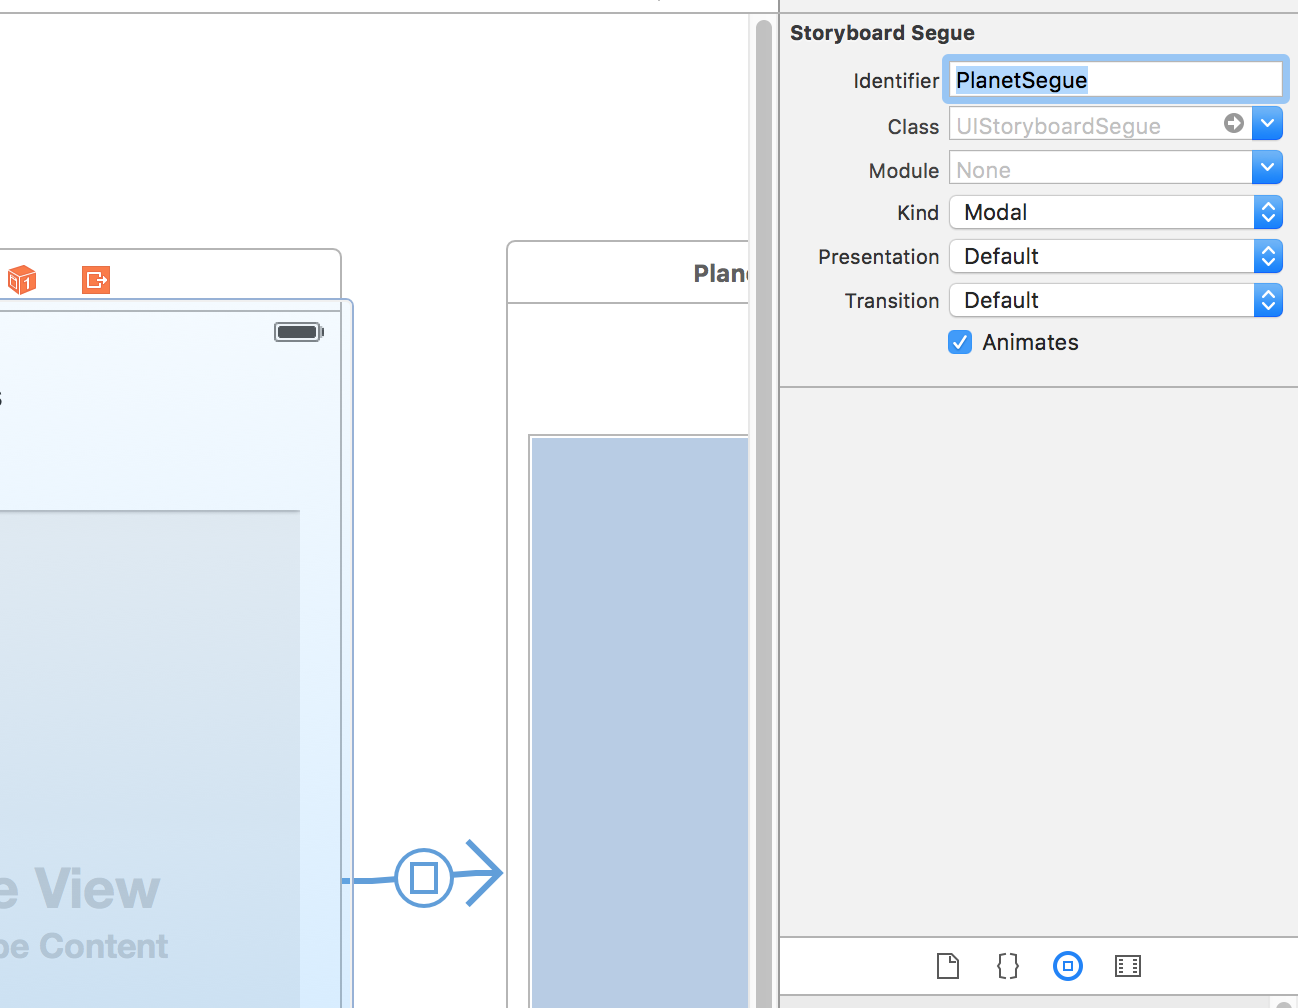 Storyboard Segue
Identifier PlanetSegue
Class UIStoryboardSegue
Module None
Kind Modal
Presentation Default
Transition Default
Animates
1
Plan
s
e View
pe Content
{ }